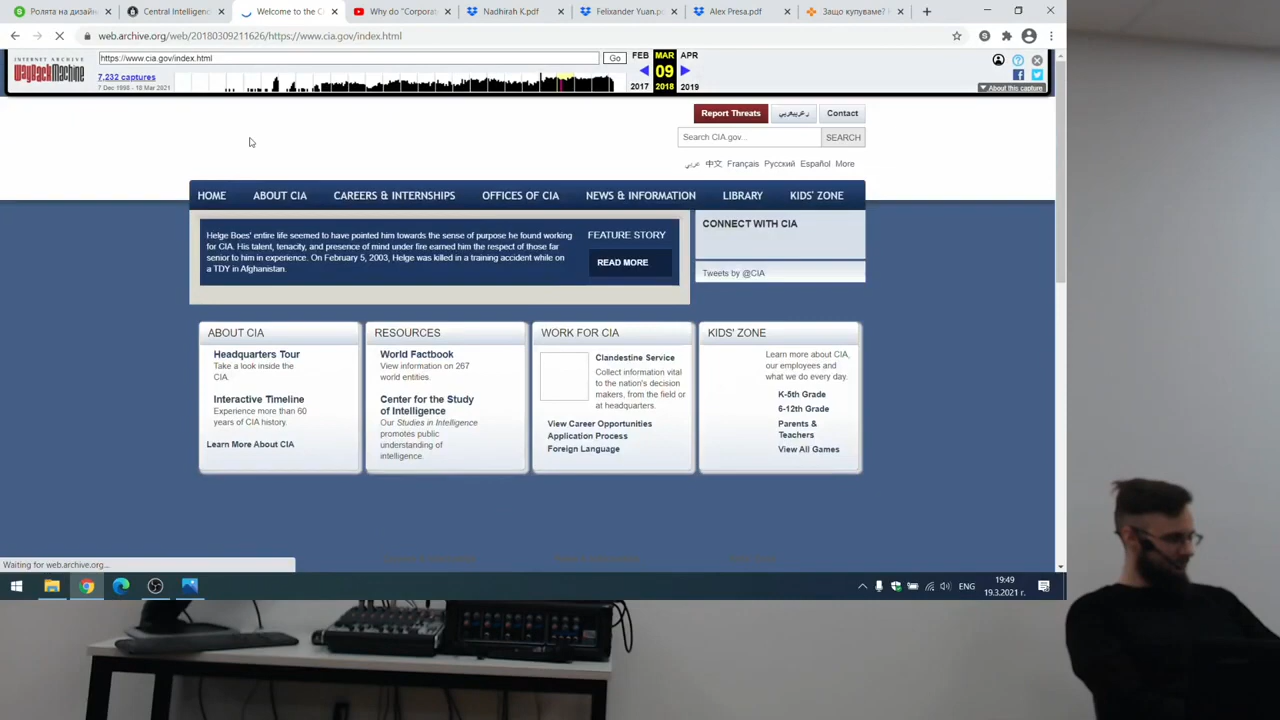 Ролята на дизайн
Central Intelligenc
Welcome to the C
Why do "Corporat
Nadhirah K.pdf
Felixander Yuan.po
Alex Presa.pdf
Защо купуваме?
web.archive.org/web/20180309211626/https://www.cia.gov/index.html
INTERNET ARCHIVE
WayBackMachine
https://www.cia.gov/index.html
Go
FEB
MAR
APR
7,232 captures
09
7 Dec 1998 - 18 Mar 2021
2017
2018
2019
About this capture
Report Threats
Contact
Search CIA.gov...
SEARCH
عربي
中文
Français
Русский
Español
More
HOME
ABOUT CIA
CAREERS & INTERNSHIPS
OFFICES OF CIA
NEWS & INFORMATION
LIBRARY
KIDS' ZONE
Helge Boes' entire life seemed to have pointed him towards the sense of purpose he found working
for CIA. His talent, tenacity, and presence of mind under fire earned him the respect of those far
senior to him in experience. On February 5, 2003, Helge was killed in a training accident while on
a TDY in Afghanistan.
FEATURE STORY
READ MORE
CONNECT WITH CIA
Tweets by @CIA
ABOUT CIA
Headquarters Tour
Take a look inside the
CIA.
Interactive Timeline
Experience more than 60
years of CIA history.
Learn More About CIA
RESOURCES
World Factbook
View information on 267
world entities.
Center for the Study
of Intelligence
Our Studies in Intelligence
promotes public
understanding of
intelligence.
WORK FOR CIA
Clandestine Service
Collect information vital
to the nation's decision
makers, from the field or
at headquarters.
View Career Opportunities
Application Process
Foreign Language
KIDS' ZONE
Learn more about CIA,
our employees and
what we do every day.
K-5th Grade
6-12th Grade
Parents &
Teachers
View All Games
Waiting for web.archive.org...
ЕНГ
19:49
19.3.2021 г.